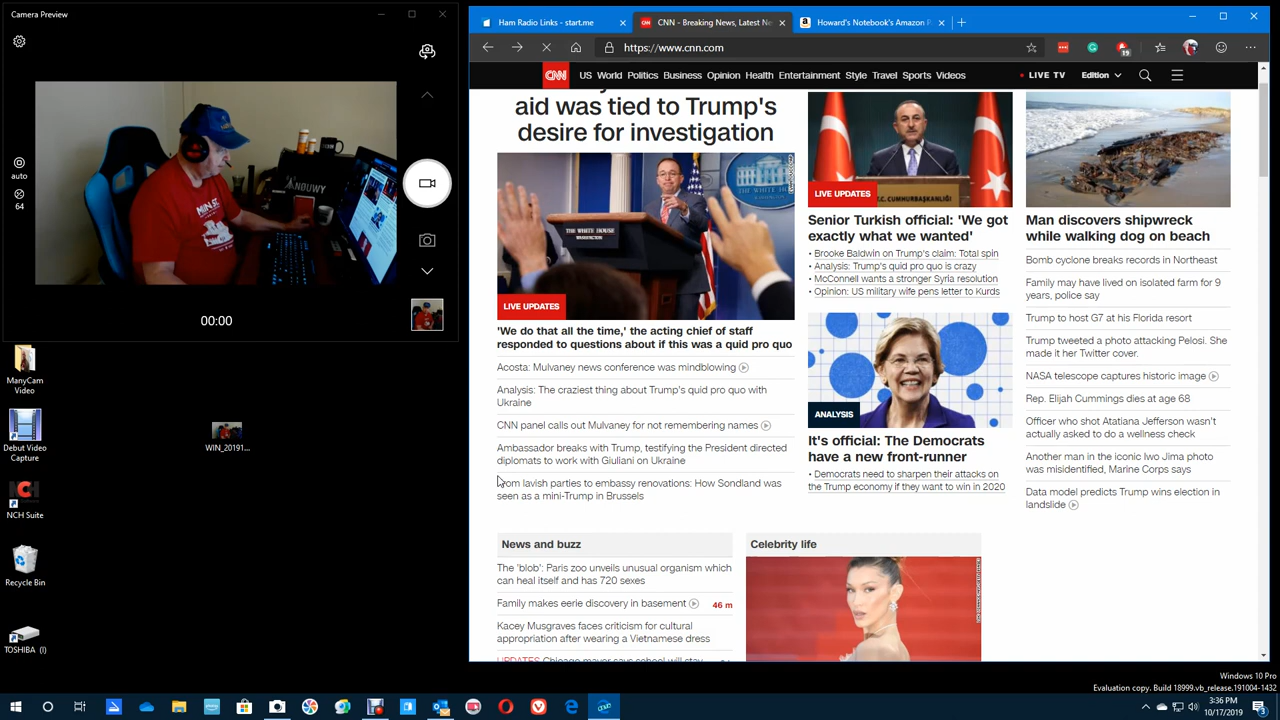 Camera Preview
auto
64
00:00
ManyCam
Video
Debut Video
Capture
WIN_20191...
NCH Suite
Recycle Bin
TOSHIBA (I)
Ham Radio Links - start.me
CNN - Breaking News, Latest Ne
Howard's Notebook's Amazon P
https://www.cnn.com
19
CNN
US World Politics Business Opinion Health Entertainment Style Travel Sports Videos
LIVE TV
Edition
aid was tied to Trump's
desire for investigation
THE WHITE HOUSE
WASHINGTON
LIVE UPDATES
'We do that all the time,' the acting chief of staff
responded to questions about if this was a quid pro quo
Acosta: Mulvaney news conference was mindblowing
Analysis: The craziest thing about Trump's quid pro quo with
Ukraine
CNN panel calls out Mulvaney for not remembering names
Ambassador breaks with Trump, testifying the President directed
diplomats to work with Giuliani on Ukraine
From lavish parties to embassy renovations: How Sondland was
seen as a mini-Trump in Brussels
LIVE UPDATES
T.C. CUMHURBAŞKANLIĞI
Senior Turkish official: 'We got
exactly what we wanted'
• Brooke Baldwin on Trump's claim: Total spin
• Analysis: Trump's quid pro quo is crazy
• McConnell wants a stronger Syria resolution
• Opinion: US military wife pens letter to Kurds
ANALYSIS
It's official: The Democrats
have a new front-runner
• Democrats need to sharpen their attacks on
the Trump economy if they want to win in 2020
Man discovers shipwreck
while walking dog on beach
Bomb cyclone breaks records in Northeast
Family may have lived on isolated farm for 9
years, police say
Trump to host G7 at his Florida resort
Trump tweeted a photo attacking Pelosi. She
made it her Twitter cover.
NASA telescope captures historic image
Rep. Elijah Cummings dies at age 68
Officer who shot Atatiana Jefferson wasn't
actually asked to do a wellness check
Another man in the iconic Iwo Jima photo
was misidentified, Marine Corps says
Data model predicts Trump wins election in
landslide
News and buzz
The 'blob': Paris zoo unveils unusual organism which
can heal itself and has 720 sexes
Family makes eerie discovery in basement
46 m
Kacey Musgraves faces criticism for cultural
appropriation after wearing a Vietnamese dress
UPDATES Chicago mayor says school will stay
Celebrity life
Windows 10 Pro
Evaluation copy. Build 18999.vb_release.191004-1432
3:36 PM
10/17/2019
3